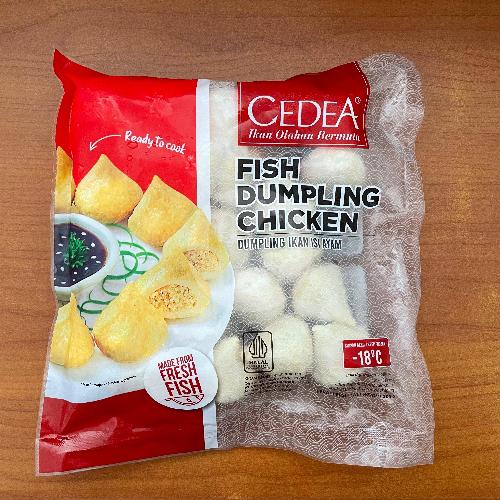 CEDEA®
Ikan Olahan Bermutu
Ready to cook
FISH
DUMPLING
CHICKEN
DUMPLING IKAN ISI AYAM
MADE FROM
FRESH
FISH
HALAL
-18°C